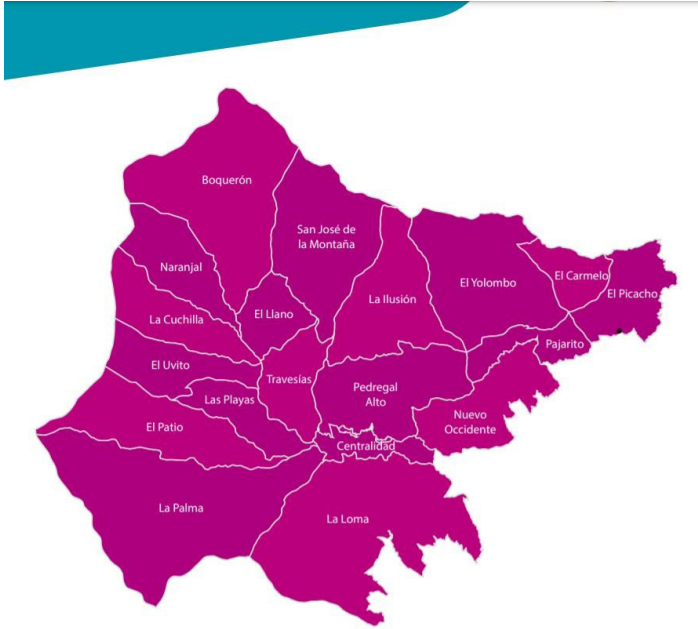 Boquerón
San José de
la Montaña
Naranjal
El Carmelo
El Yolombo
El Picacho
La Ilusión
El Llano
La Cuchilla
Pajarito
El Uvito
Travesías
Pedregal
Alto
Las Playas
Nuevo
Occidente
El Patio
Centralidad
La Palma
La Loma